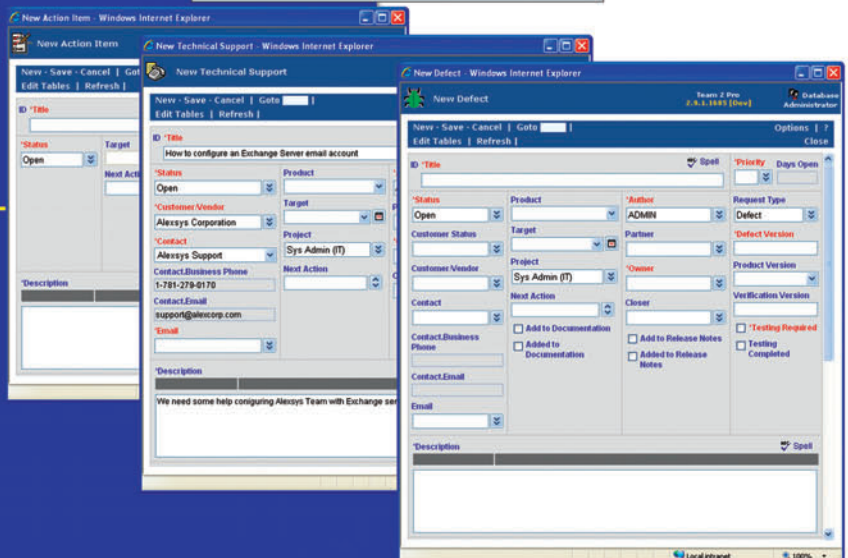 New Action Item - Windows Internet Explorer
New Action Item
New - Save - Cancel | Got
Edit Tables | Refresh |
ID *Title
*Status
Target
Open
Next Acti
*Description
New Technical Support - Windows Internet Explorer
New Technical Support
New - Save - Cancel | Goto |
Edit Tables | Refresh |
ID *Title
How to configure an Exchange Server email account
*Status
Product
Open
*Customer:Vendor
Target
Alexsys Corporation
*Contact
Project
Alexsys Support
Sys Admin (IT)
Contact.Business Phone
Next Action
1-781-279-0170
Contact.Email
support@alexcorp.com
*Email
*Description
We need some help coniguring Alexsys Team with Exchange ser
New Defect - Windows Internet Explorer
New Defect
Team 2 Pro
Database
Administrator
New - Save - Cancel | Goto |
Options | ?
Edit Tables | Refresh |
Close
ID *Title
Spell
*Priority
Days Open
*Status
Product
*Author
Request Type
Open
ADMIN
Defect
Customer Status
Target
Partner
*Defect Version
Customer:Vendor
Project
*Owner
Product Version
Sys Admin (IT)
Contact
Next Action
Closer
Verification Version
Contact.Business
Phone
Add to Documentation
Added to
Documentation
Add to Release Notes
Added to Release
Notes
*Testing Required
Testing
Completed
Contact.Email
Email
*Description
Spell
Local intranet
100%